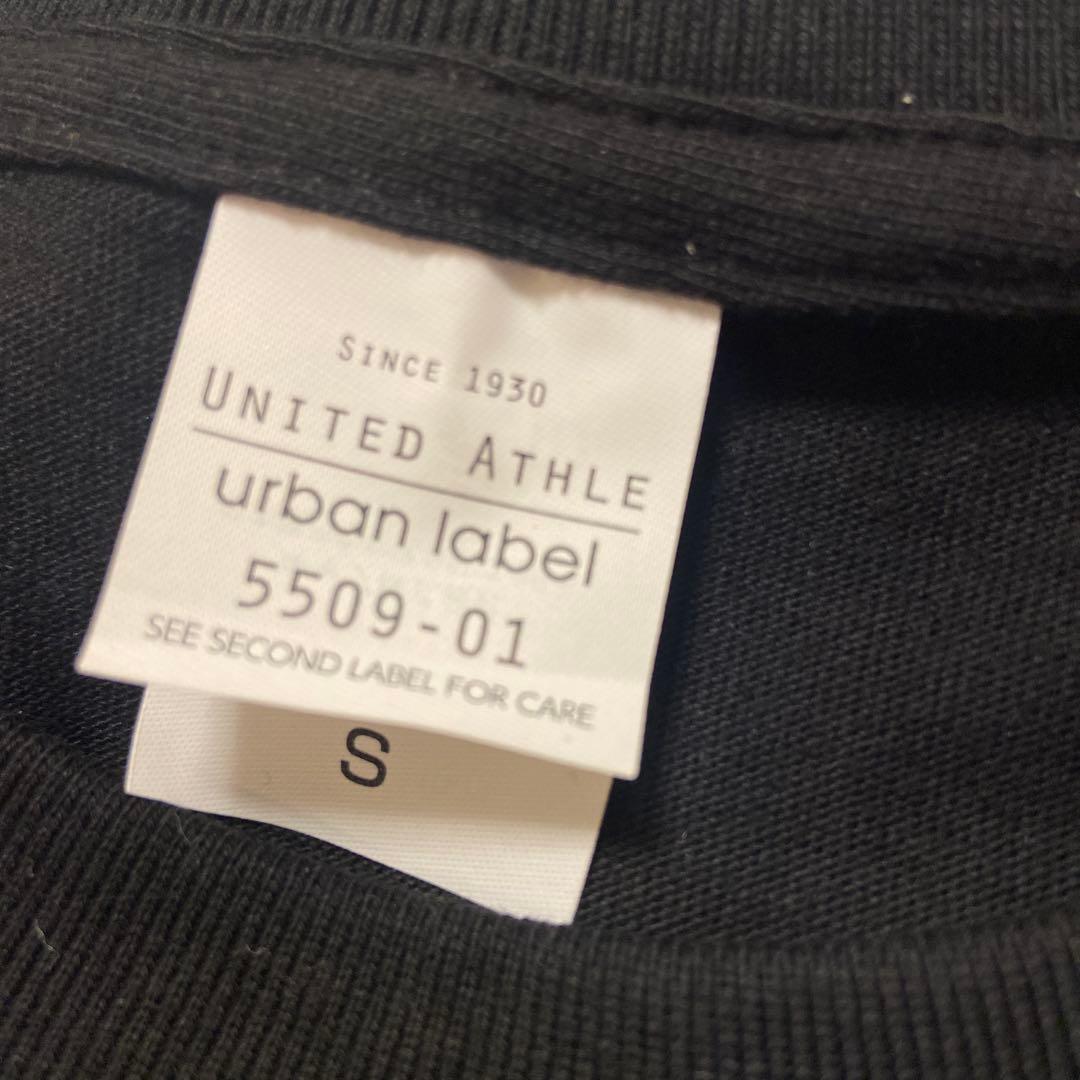 SINCE 1930
UNITED ATHLE
urban label
5509-01
SEE SECOND LABEL FOR CARE
S